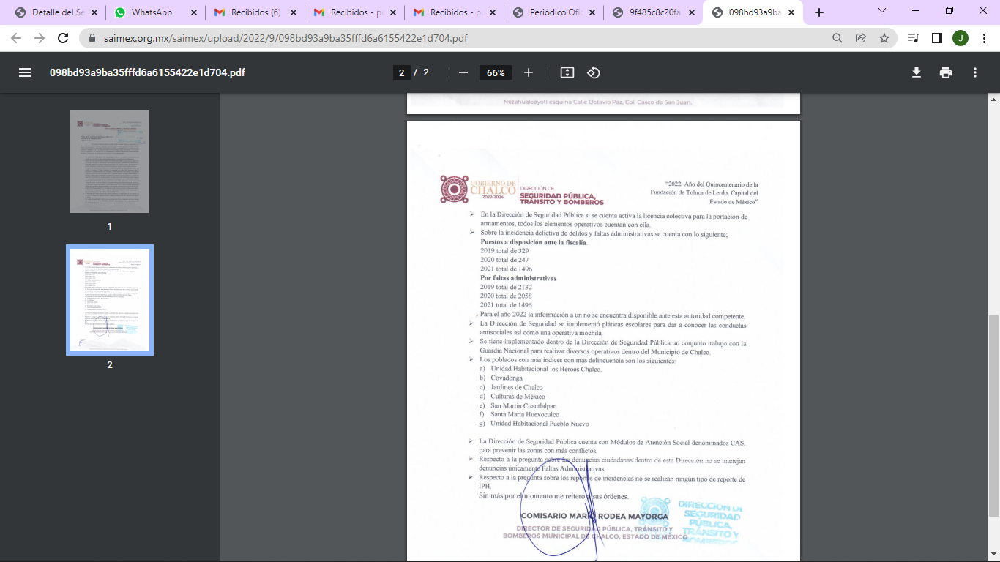 Detalle del Se
WhatsApp
Recibidos (6)
Recibidos - po
Recibidos - po
Periódico Ofic
9f485c8c20fa
098bd93a9ba
saimex.org.mx/saimex/upload/2022/9/098bd93a9ba35fffd6a6155422e1d704.pdf
J
098bd93a9ba35fffd6a6155422e1d704.pdf
2 / 2
66%
1
2
Nezahualcóyotl esquina Calle Octavio Paz, Col. Casco de San Juan.
GOBIERNO DE
CHALCO
2022-2024
DIRECCIÓN DE
SEGURIDAD PÚBLICA,
TRÁNSITO Y BOMBEROS
"2022. Año del Quincentenario de la
Fundación de Toluca de Lerdo, Capital del
Estado de México"
➢ En la Dirección de Seguridad Pública si se cuenta activa la licencia colectiva para la portación de
armamentos, todos los elementos operativos cuentan con ella.
➢ Sobre la incidencia delictiva de delitos y faltas administrativas se cuenta con lo siguiente;
Puestos a disposición ante la fiscalía.
2019 total de 329
2020 total de 247
2021 total de 1496
Por faltas administrativas
2019 total de 2132
2020 total de 2058
2021 total de 1496
Para el año 2022 la información a un no se encuentra disponible ante esta autoridad competente.
➢ La Dirección de Seguridad se implementó pláticas escolares para dar a conocer las conductas
antisociales así como una operativa mochila.
➢ Se tiene implementado dentro de la Dirección de Seguridad Pública un conjunto trabajo con la
Guardia Nacional para realizar diversos operativos dentro del Municipio de Chalco.
➢ Los poblados con más índices con más delincuencia son los siguientes:
a) Unidad Habitacional los Héroes Chalco.
b) Covadonga
c) Jardines de Chalco
d) Culturas de México
e) San Martin Cuautlalpan
f) Santa María Huexoculco
g) Unidad Habitacional Pueblo Nuevo
➢ La Dirección de Seguridad Pública cuenta con Módulos de Atención Social denominados CAS,
para prevenir las zonas con más conflictos.
➢ Respecto a la pregunta sobre las denuncias ciudadanas dentro de esta Dirección no se manejan
denuncias únicamente Faltas Administrativas.
➢ Respecto a la pregunta sobre los reportes de incidencias no se realizan ningún tipo de reporte de
IPH.
Sin más por el momento me reitero a sus órdenes.
COMISARIO MARIO RODEA MAYORGA
DIRECTOR DE SEGURIDAD PÚBLICA, TRÁNSITO Y
BOMBEROS MUNICIPAL DE CHALCO, ESTADO DE MÉXICO
DIRECCIÓN DE
SEGURIDAD
PÚBLICA,
TRÁNSITO Y
BOMBEROS